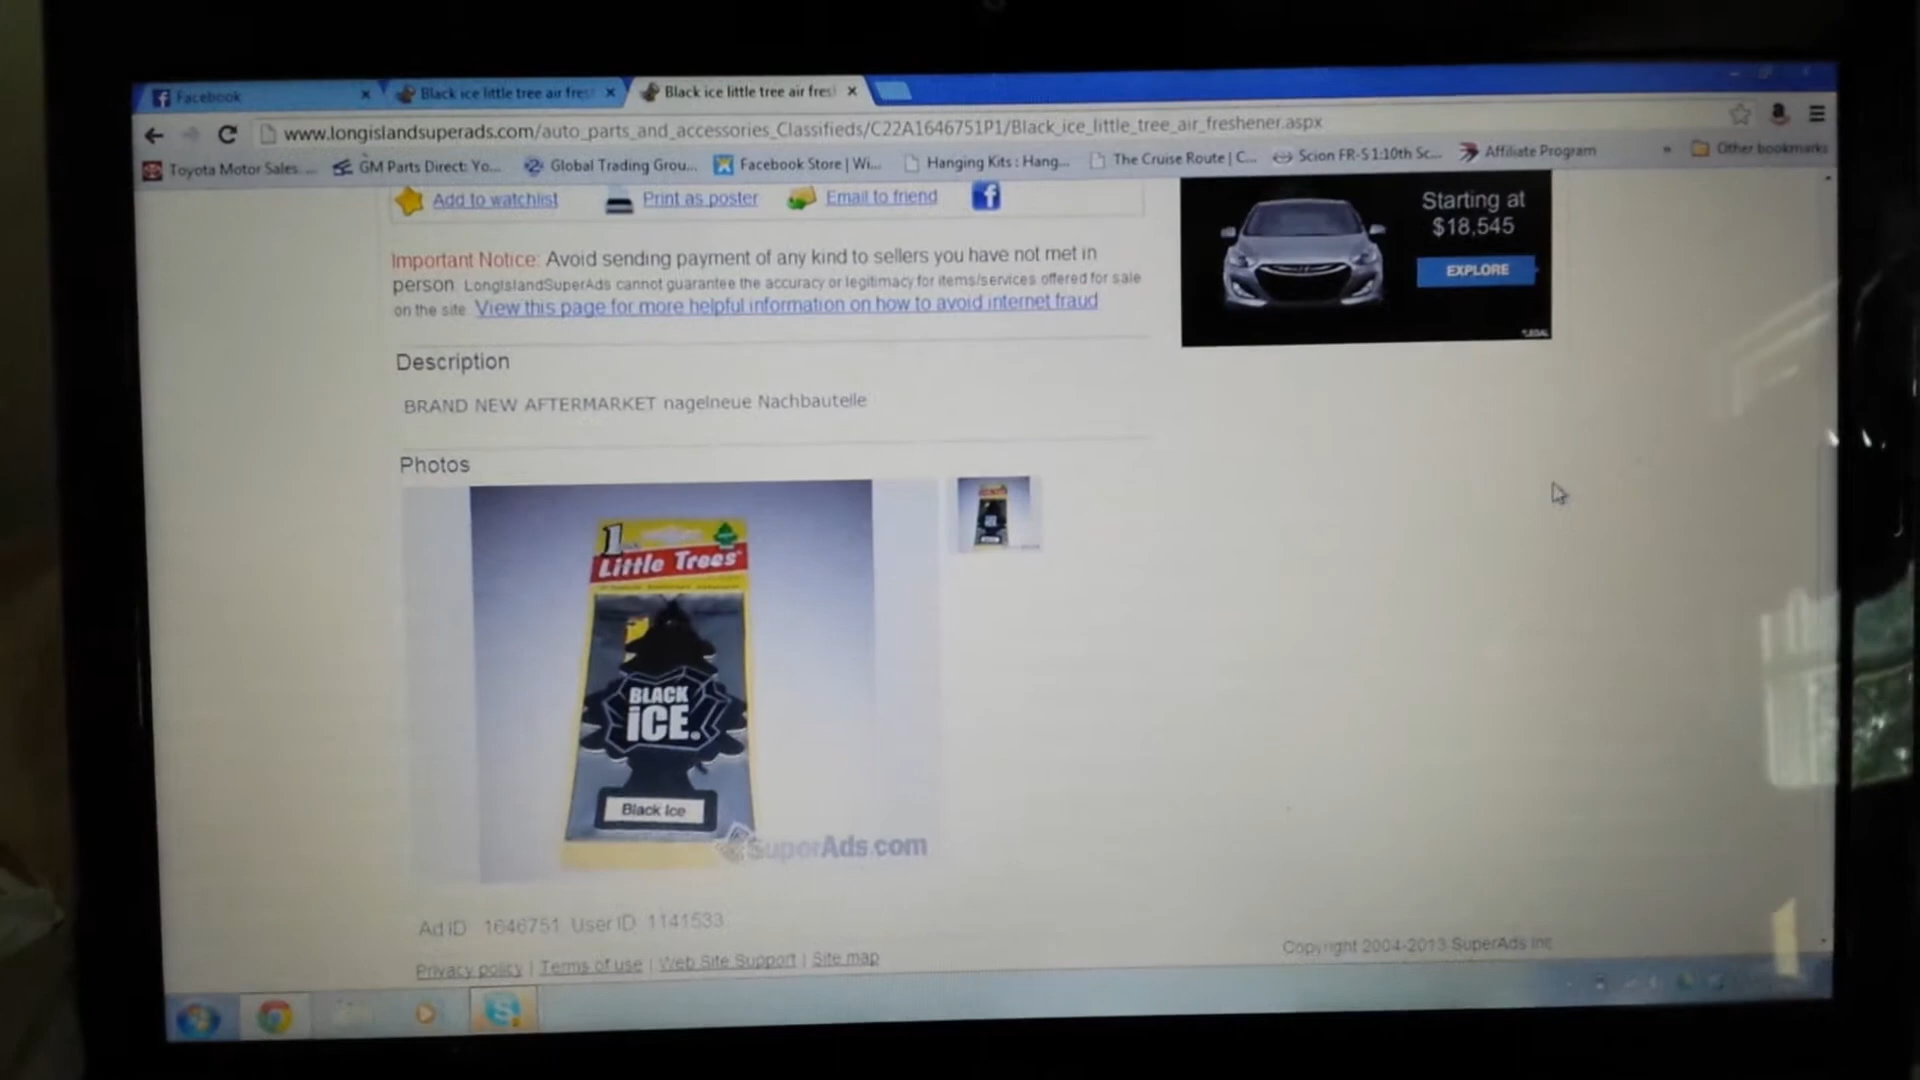 Facebook
Black ice little tree air fres
Black ice little tree air fres
www.longislandsuperads.com/auto_parts_and_accessories_Classifieds/C22A1646751P1/Black_ice_little_tree_air_freshener.aspx
Toyota Motor Sales ...
GM Parts Direct: Yo...
Global Trading Grou...
Facebook Store | Wi...
Hanging Kits : Hang...
The Cruise Route | C...
Scion FR-S 1:10th Sc...
Affiliate Program
» Other bookmarks
Add to watchlist
Print as poster
Email to friend
Starting at
$18,545
EXPLORE
*LEGAL
Important Notice: Avoid sending payment of any kind to sellers you have not met in
person. LongIslandSuperAds cannot guarantee the accuracy or legitimacy for items/services offered for sale
on the site. View this page for more helpful information on how to avoid internet fraud
Description
BRAND NEW AFTERMARKET nagelneue Nachbauteile
Photos
1
Little Trees
BLACK
iCE.
Black Ice
SuperAds.com
Ad ID 1646751 User ID 1141533
Privacy policy | Terms of use | Web Site Support | Site map
Copyright 2004-2013 SuperAds Inc